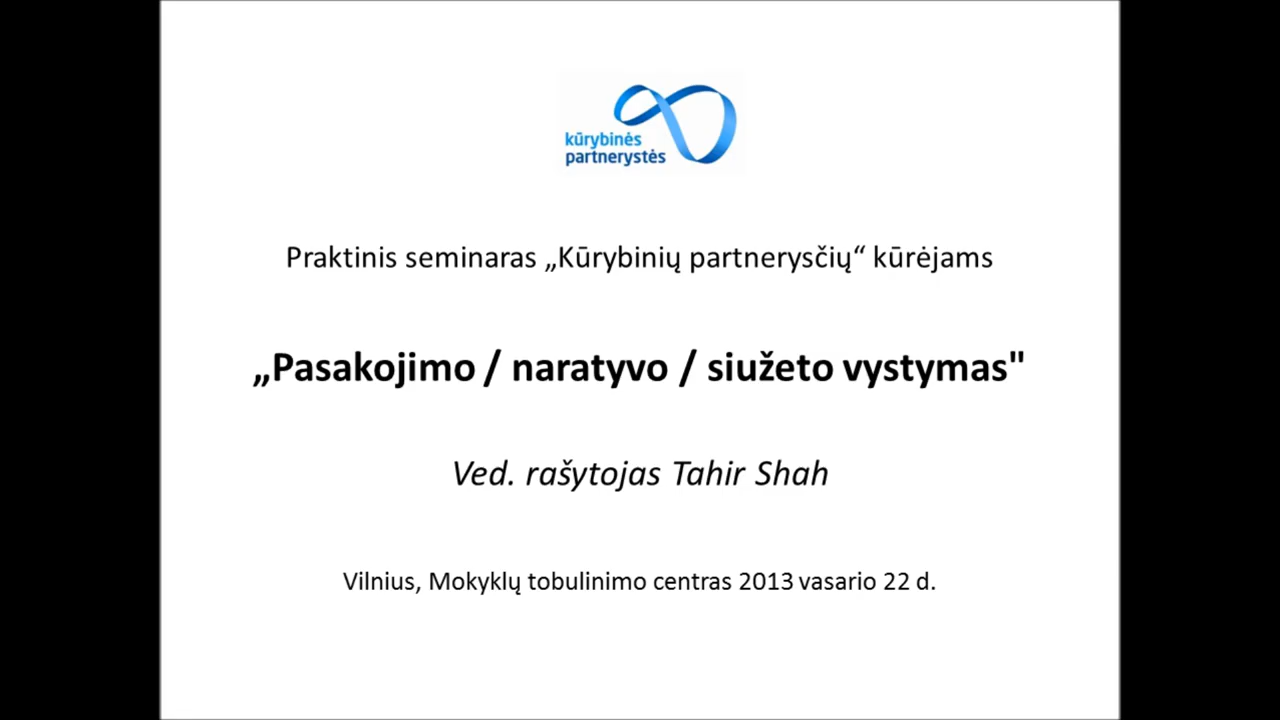 kūrybinės
partnerystės
Praktinis seminaras „Kūrybinių partnerysčių“ kūrėjams
„Pasakojimo / naratyvo / siužeto vystymas"
Ved. rašytojas Tahir Shah
Vilnius, Mokyklų tobulinimo centras 2013 vasario 22 d.